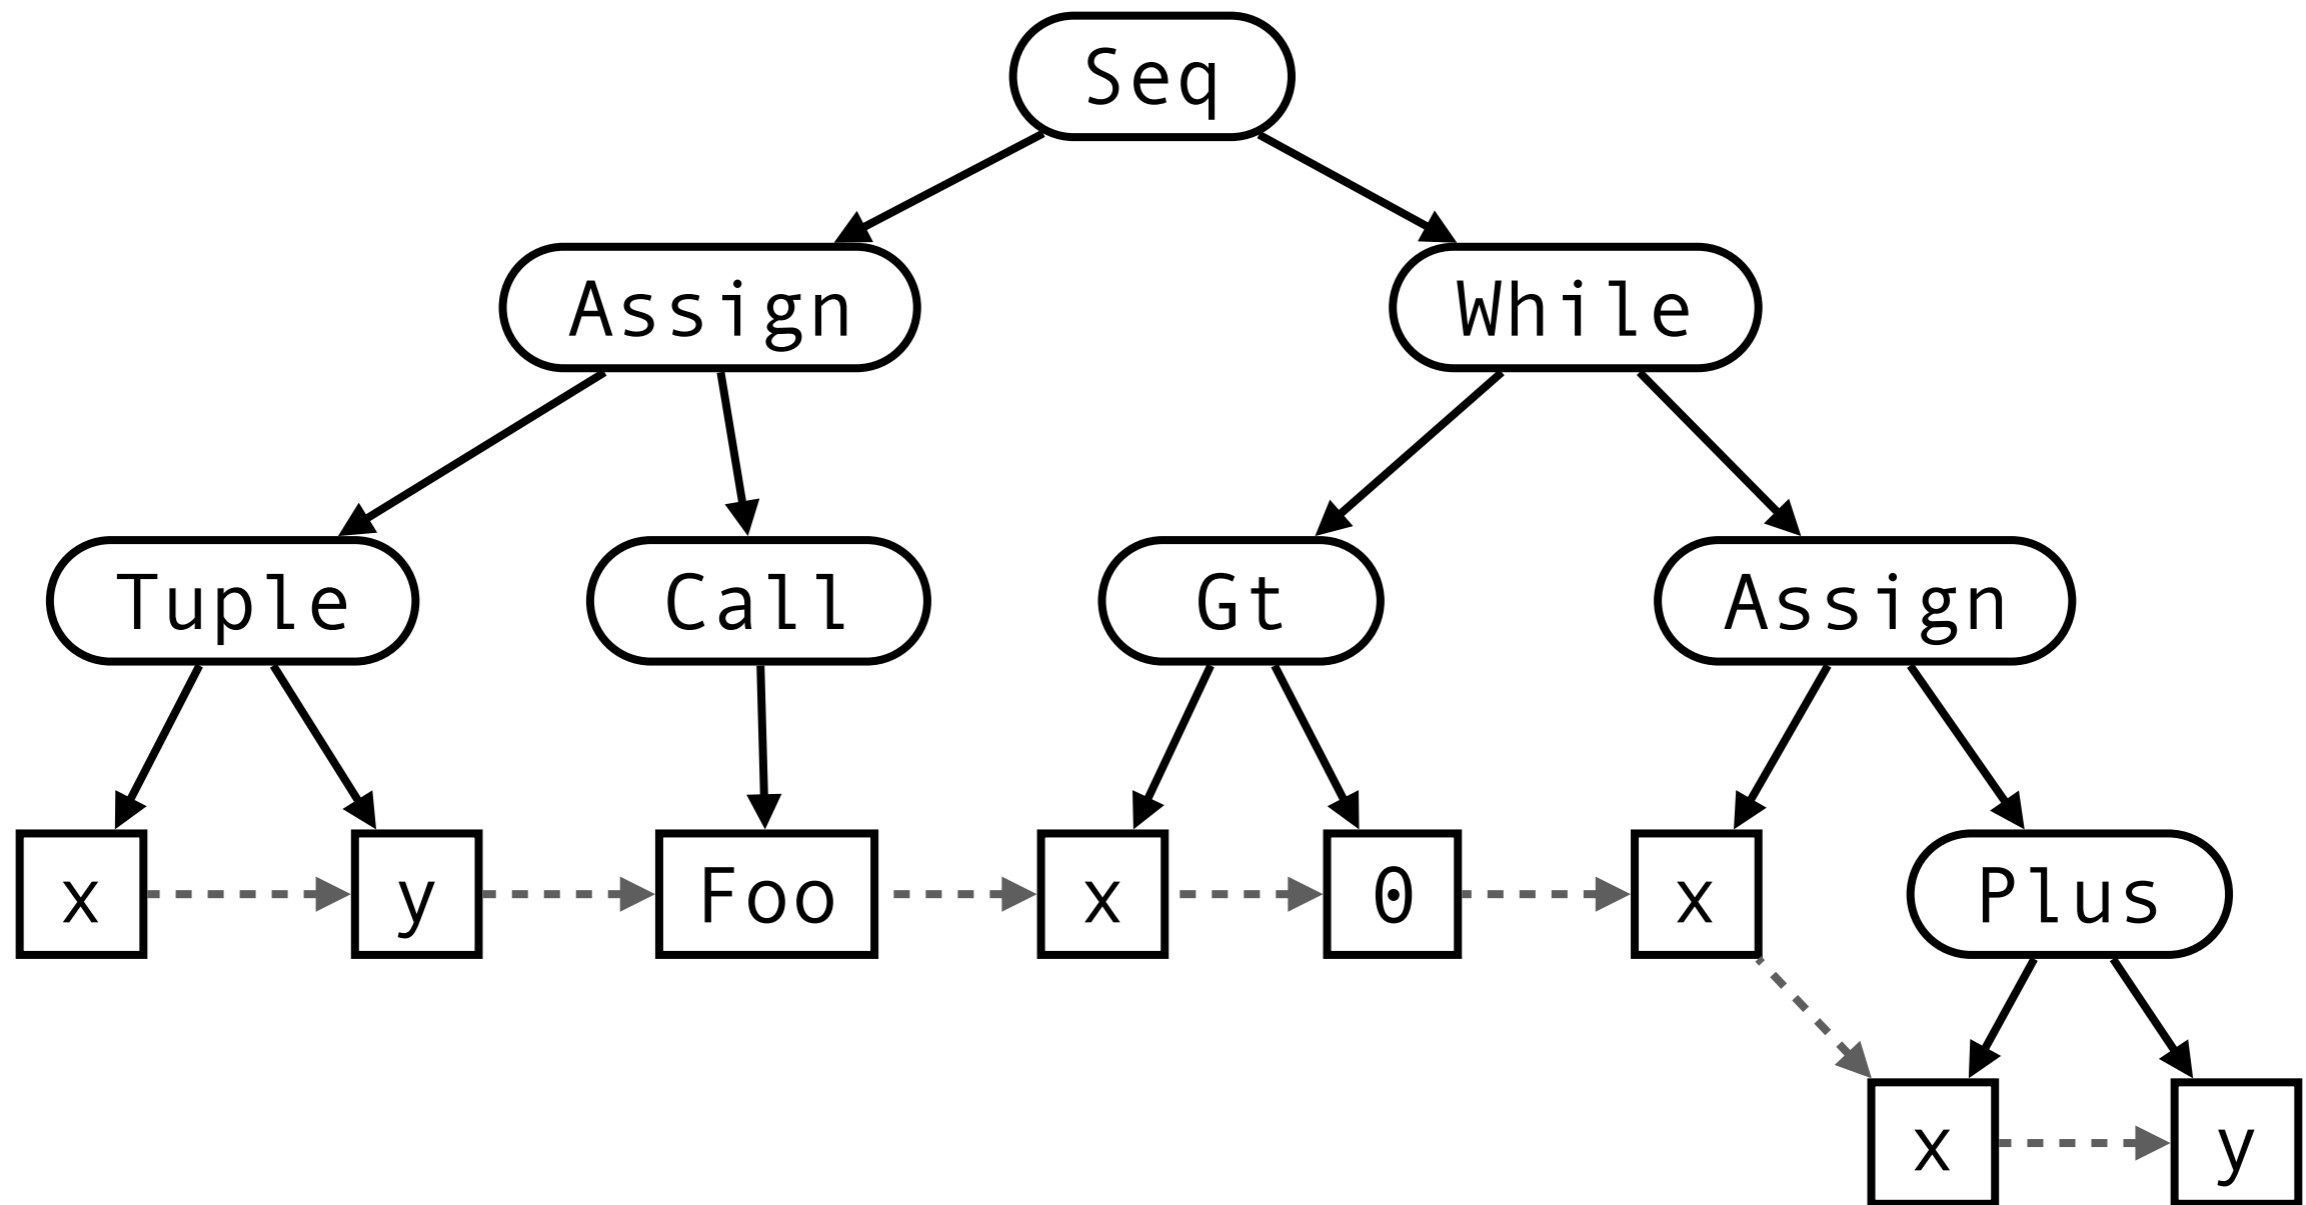 Seq
Assign
While
Tuple
Call
Gt
Assign
x
y
Foo
x
0
x
Plus
x
y